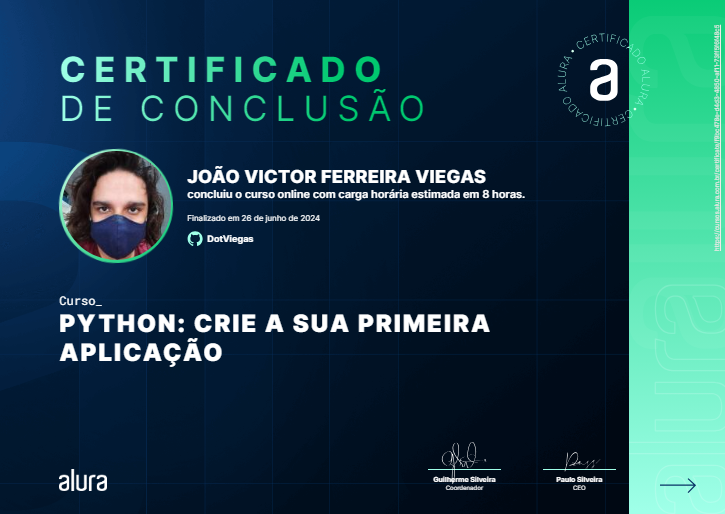 CERTIFICADO
DE CONCLUSÃO
CERTIFICADO ALURA • CERTIFICADO ALURA •
a
JOÃO VICTOR FERREIRA VIEGAS
concluiu o curso online com carga horária estimada em 8 horas.
Finalizado em 26 de junho de 2024
DotViegas
Curso_
PYTHON: CRIE A SUA PRIMEIRA
APLICAÇÃO
alura
Guilherme Silveira
Coordenador
Paulo Silveira
CEO
alura